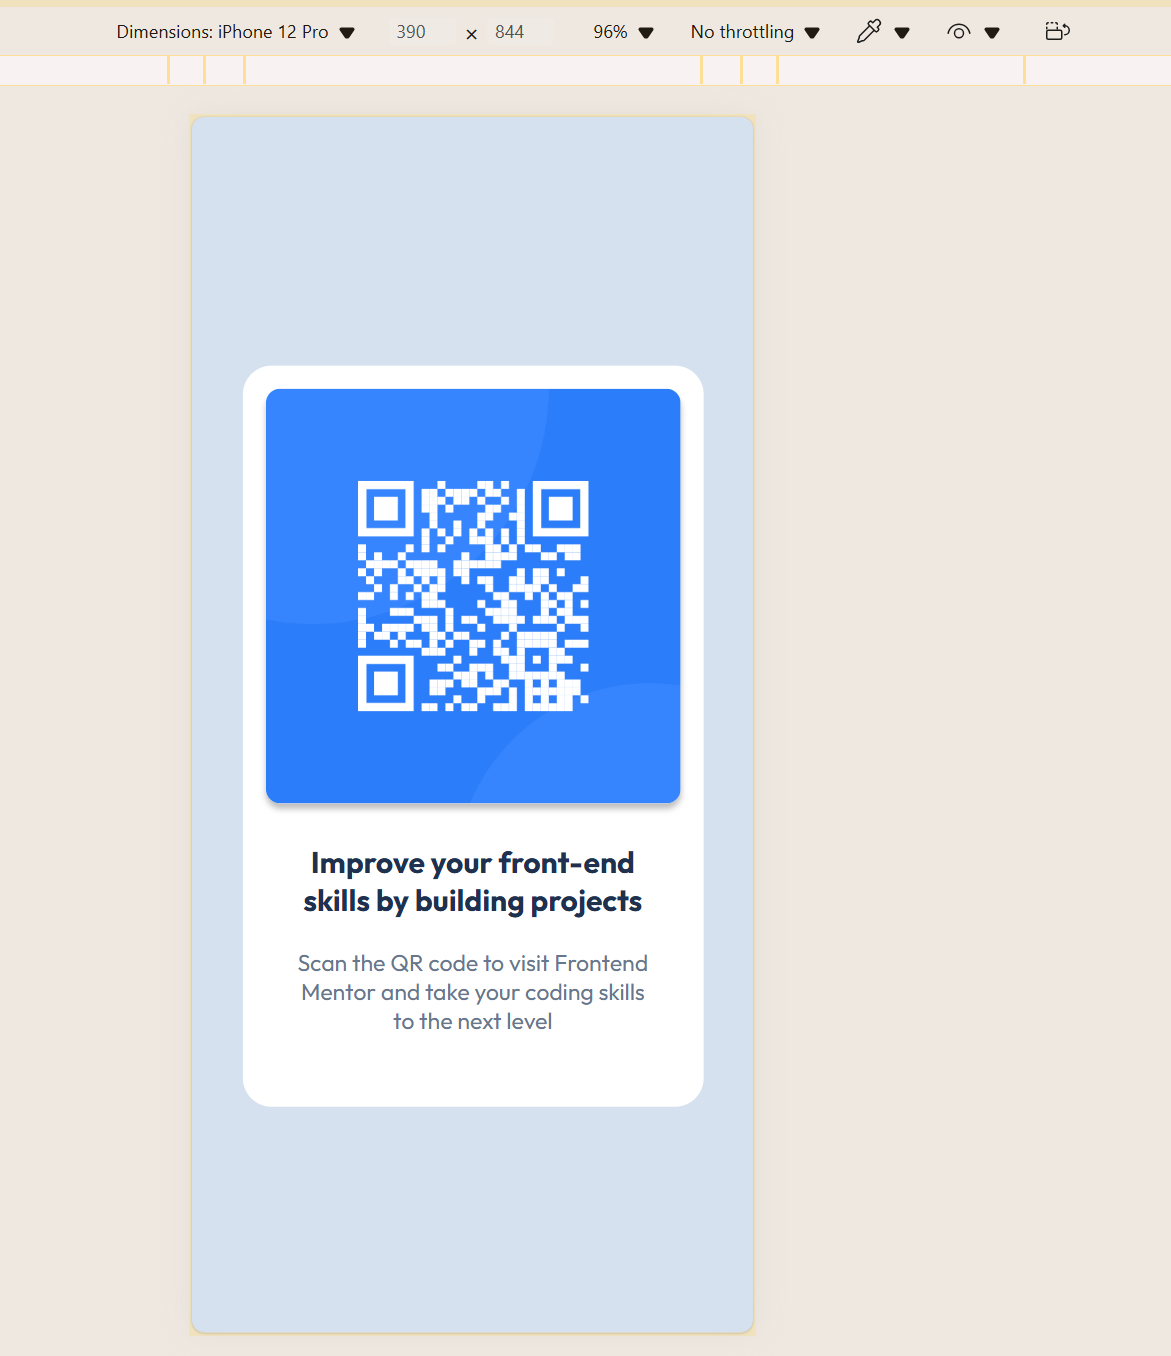 Dimensions: iPhone 12 Pro 390 × 844 96% No throttling
Improve your front-end
skills by building projects
Scan the QR code to visit Frontend
Mentor and take your coding skills
to the next level